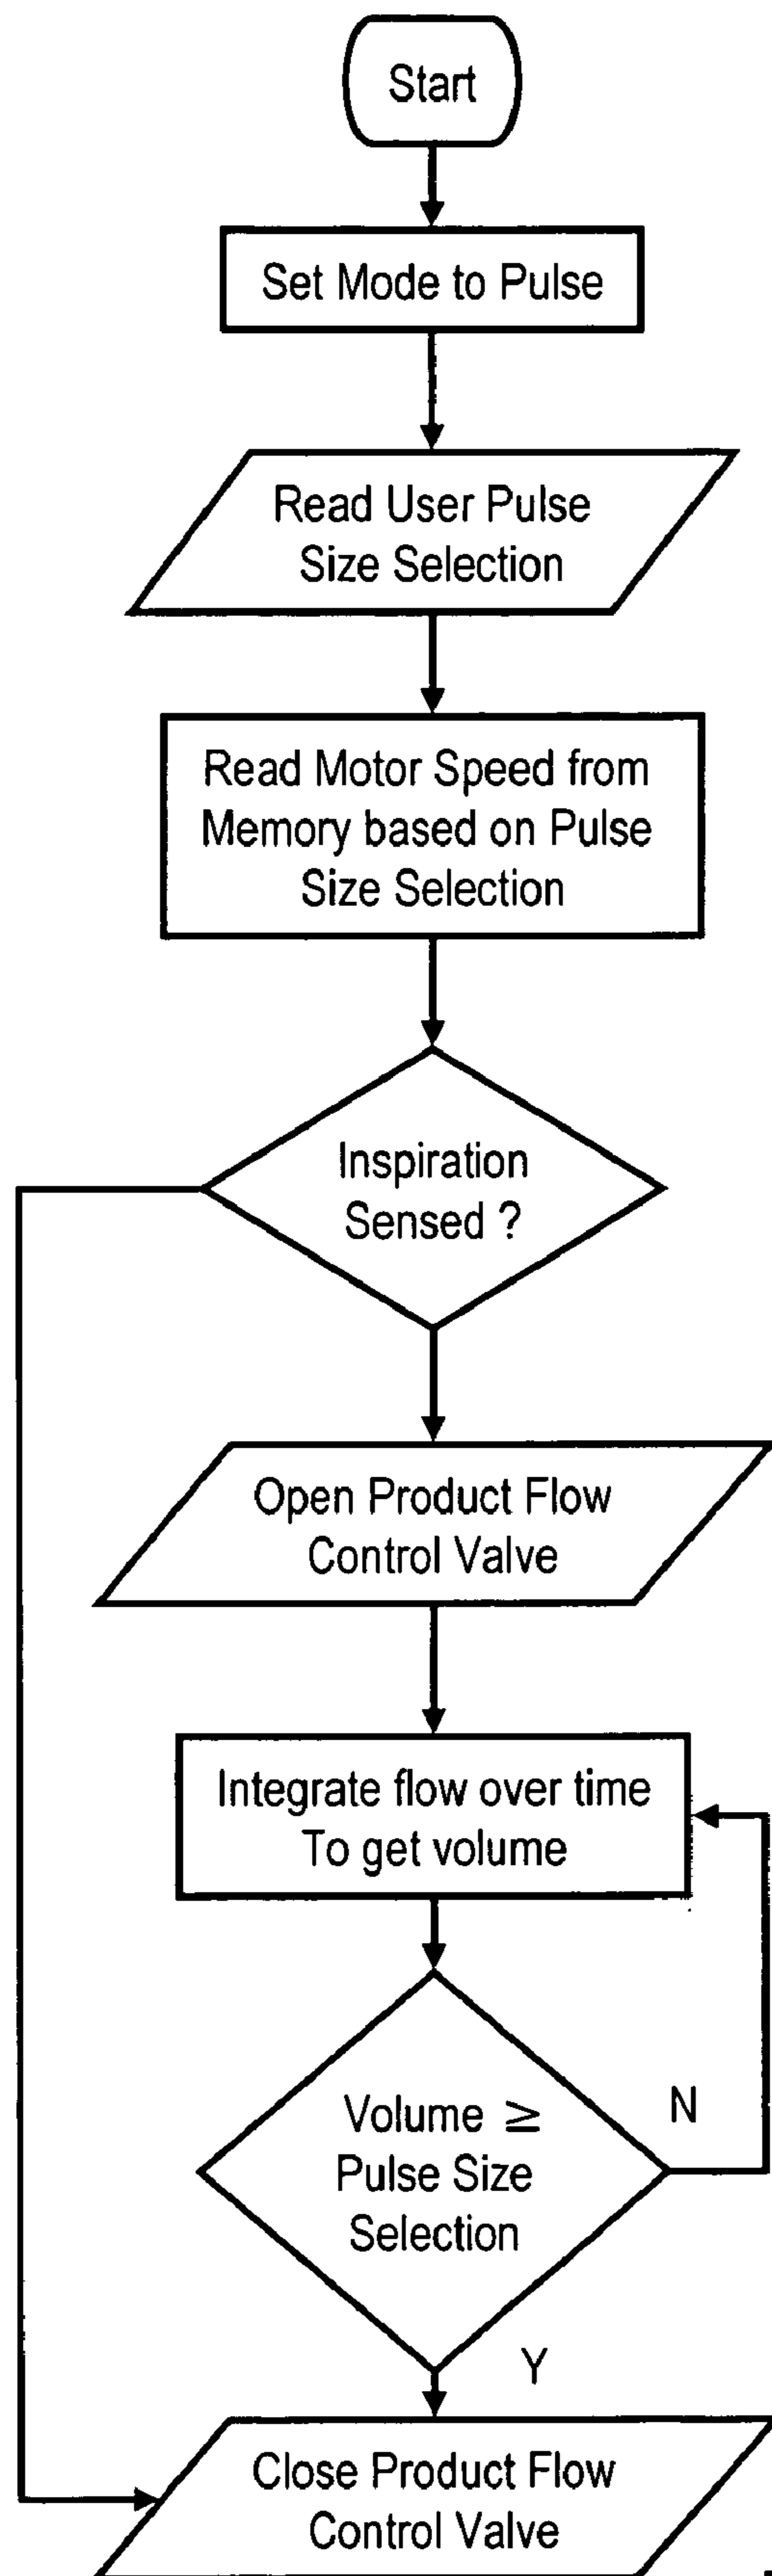 Start
Set Mode to Pulse
Read User Pulse
Size Selection
Read Motor Speed from
Memory based on Pulse
Size Selection
Inspiration
Sensed ?
Open Product Flow
Control Valve
Integrate flow over time
To get volume
Volume ≥
Pulse Size
Selection
N
Y
Close Product Flow
Control Valve